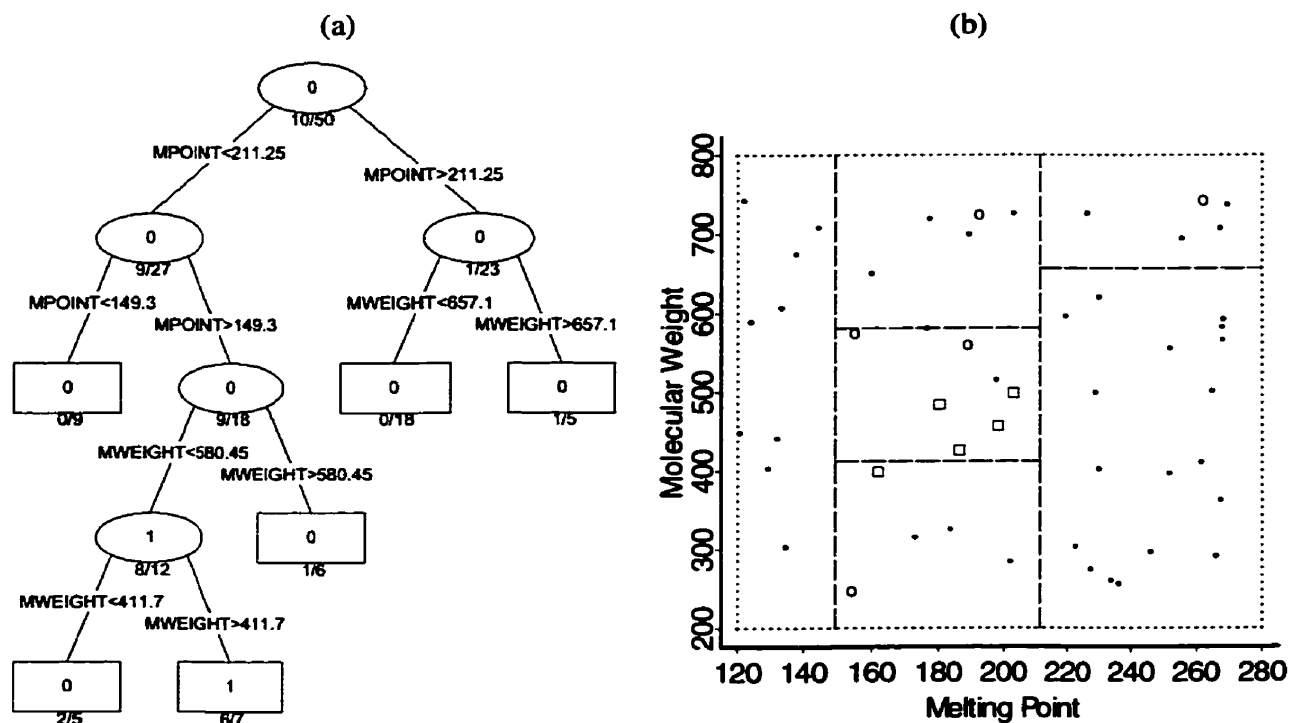 (a)
0
10/50
MPOINT<211.25
MPOINT>211.25
0
9/27
0
1/23
MPOINT<149.3
MPOINT>149.3
MWEIGHT<657.1
MWEIGHT>657.1
0
0/9
0
9/18
0
0/18
0
1/5
MWEIGHT<580.45
MWEIGHT>580.45
1
8/12
0
1/6
MWEIGHT<411.7
MWEIGHT>411.7
0
2/5
1
6/7
(b)
Molecular Weight
800
700
600
500
400
300
200
120 140 160 180 200 220 240 260 280
Melting Point